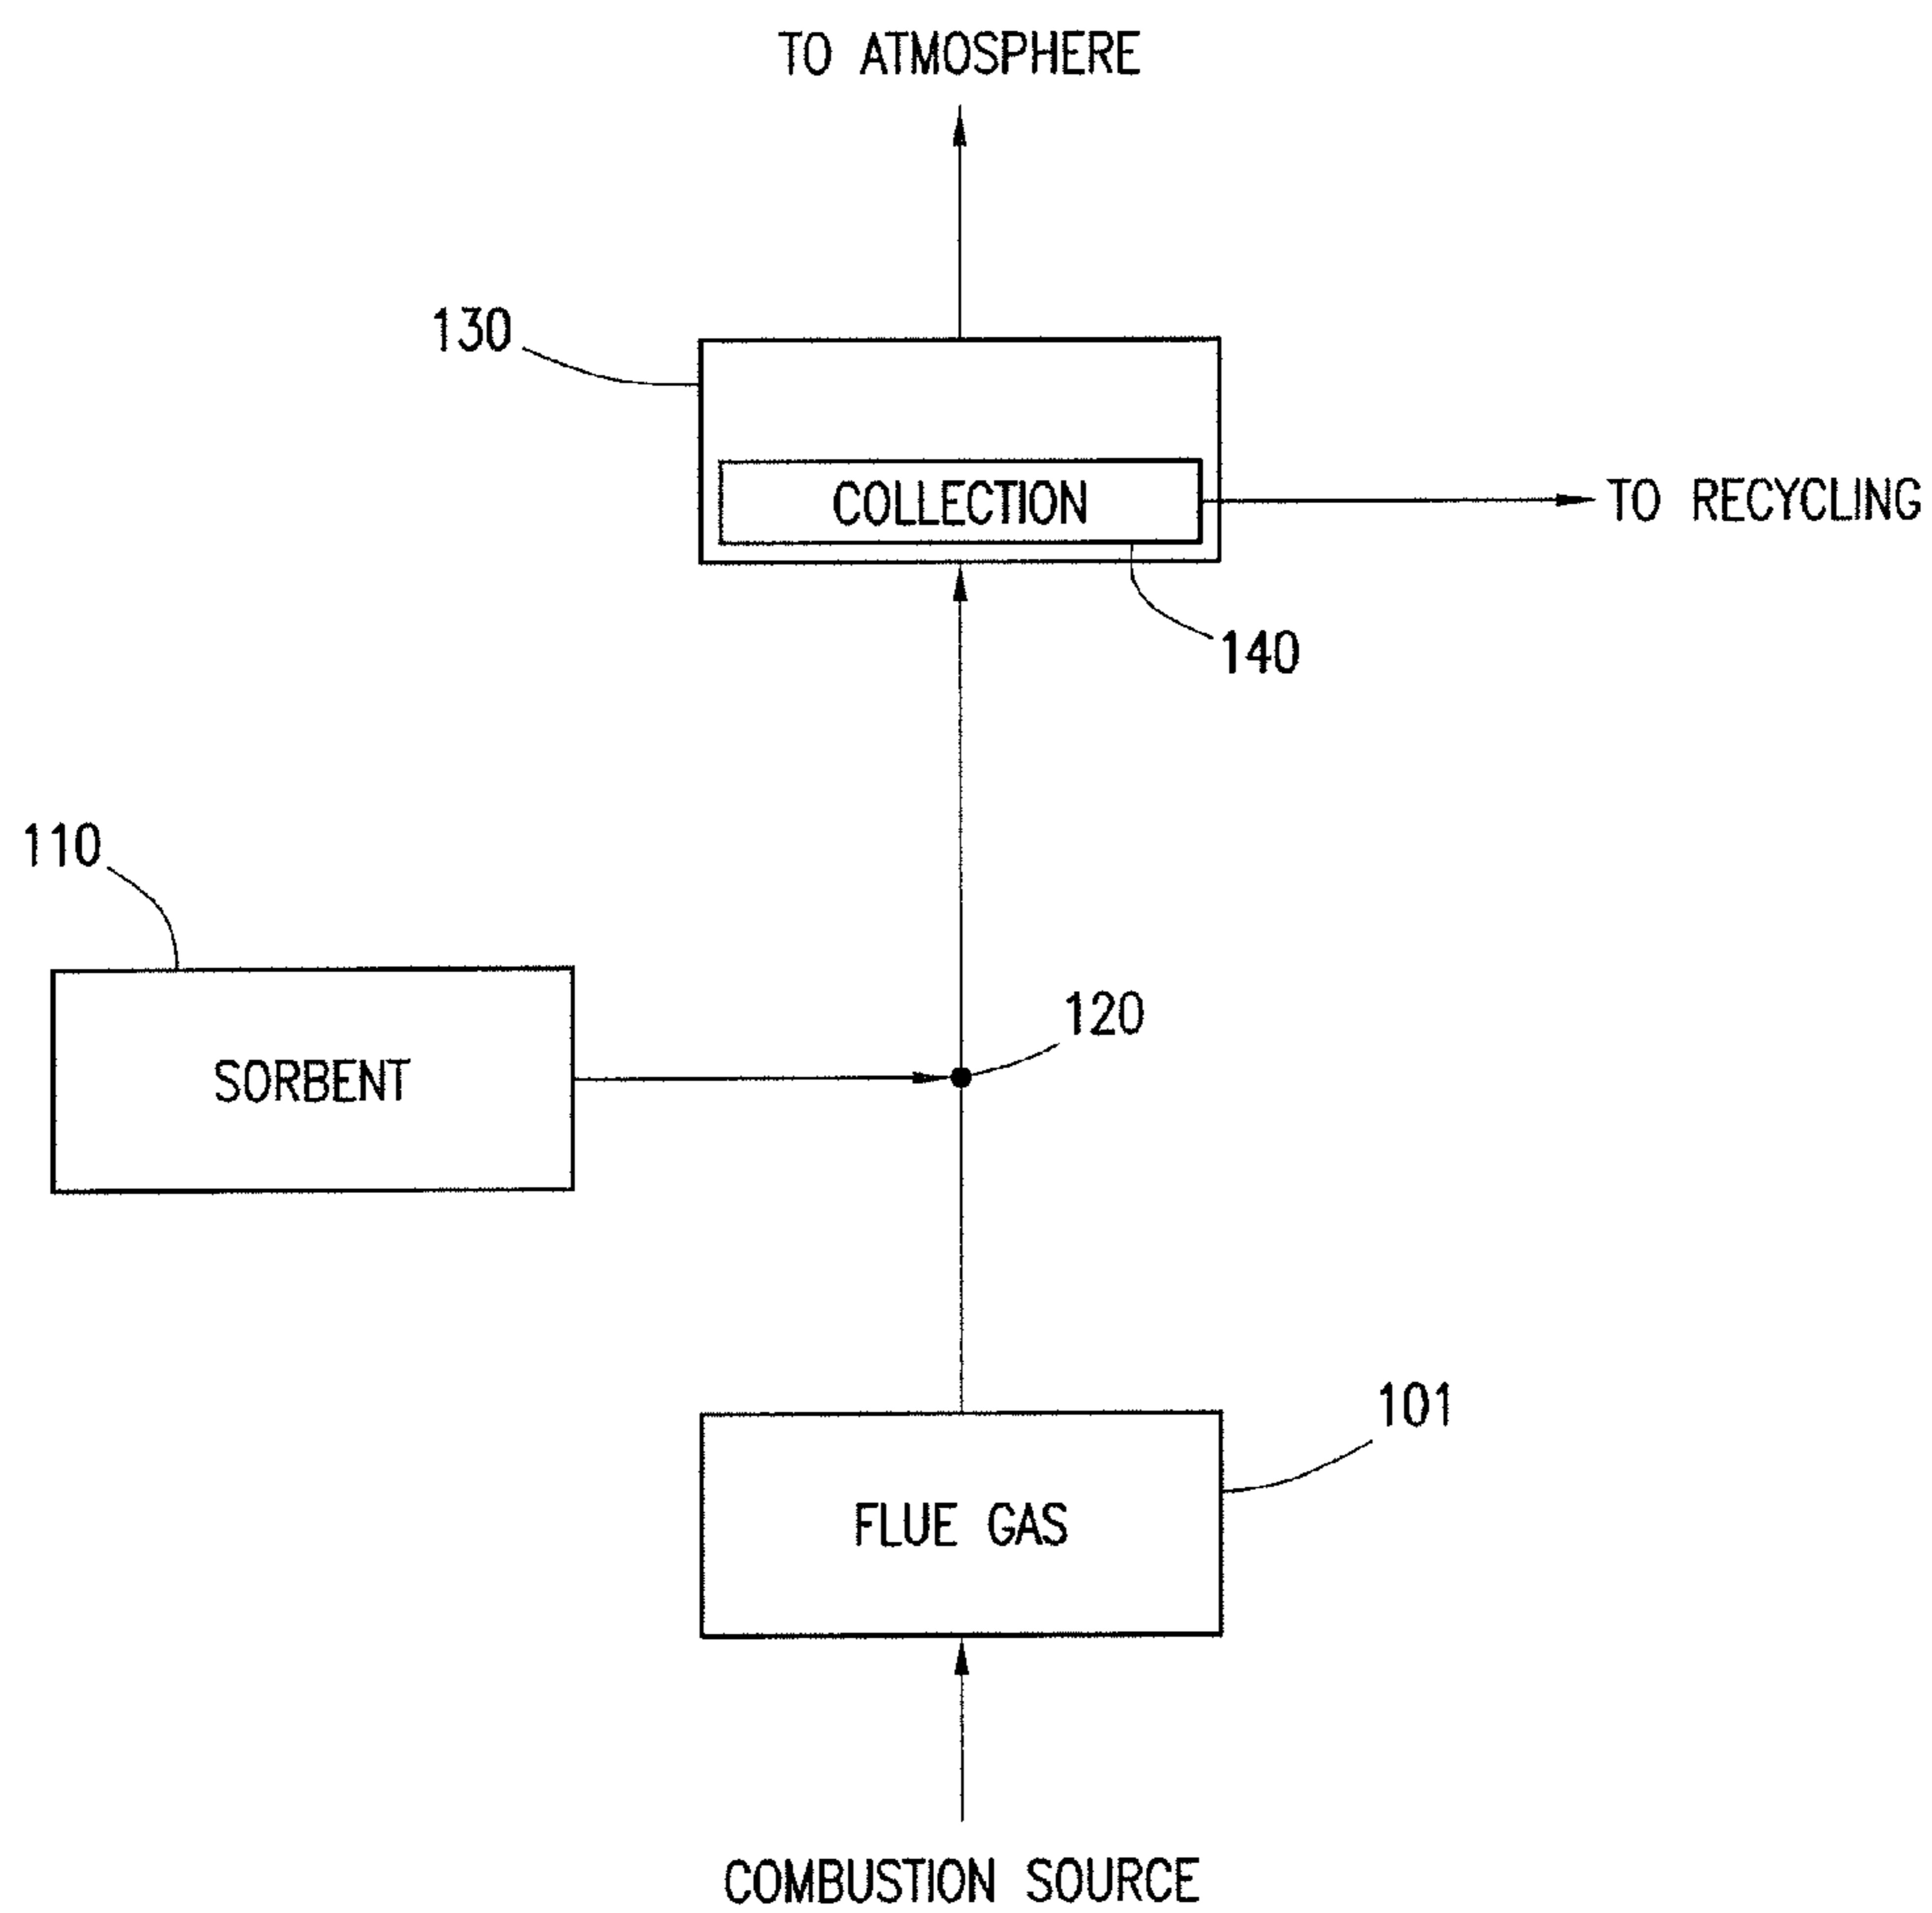 TO ATMOSPHERE
130
COLLECTION
TO RECYCLING
140
110
120
SORBENT
101
FLUE GAS
COMBUSTION SOURCE